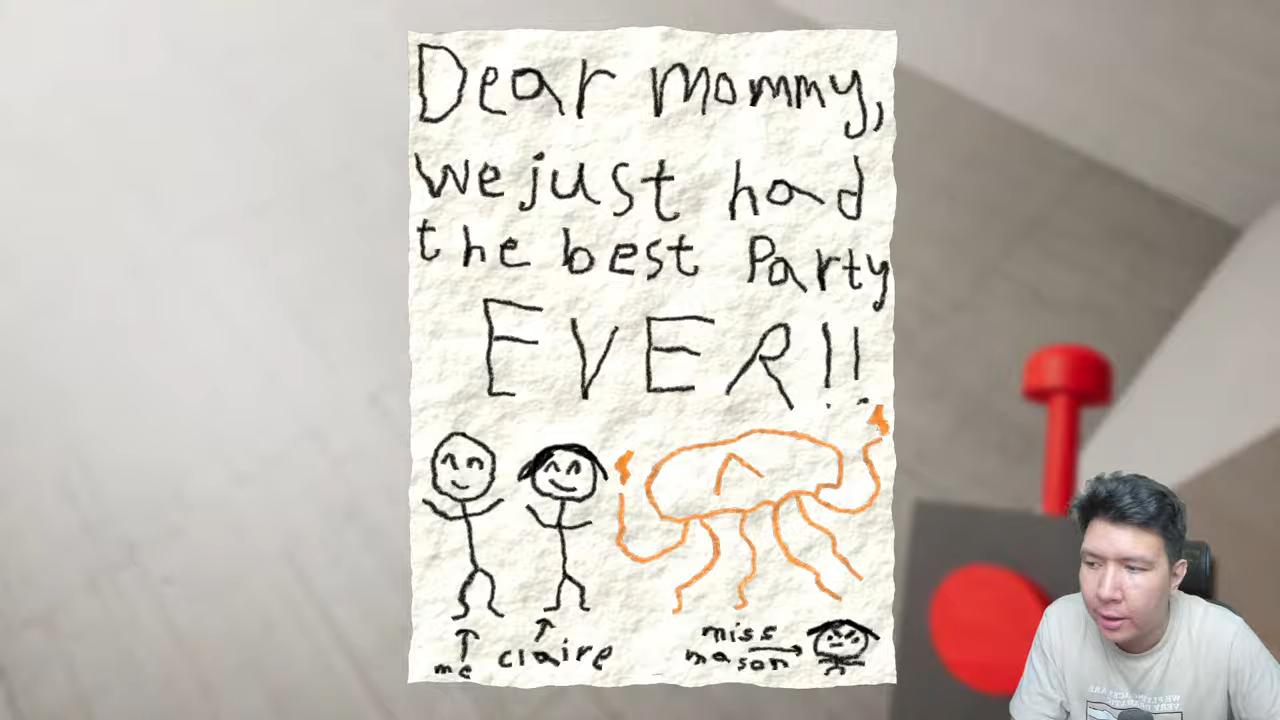 Dear mommy,
we just had
the best Party
EVER!!
me
claire
miss
mason